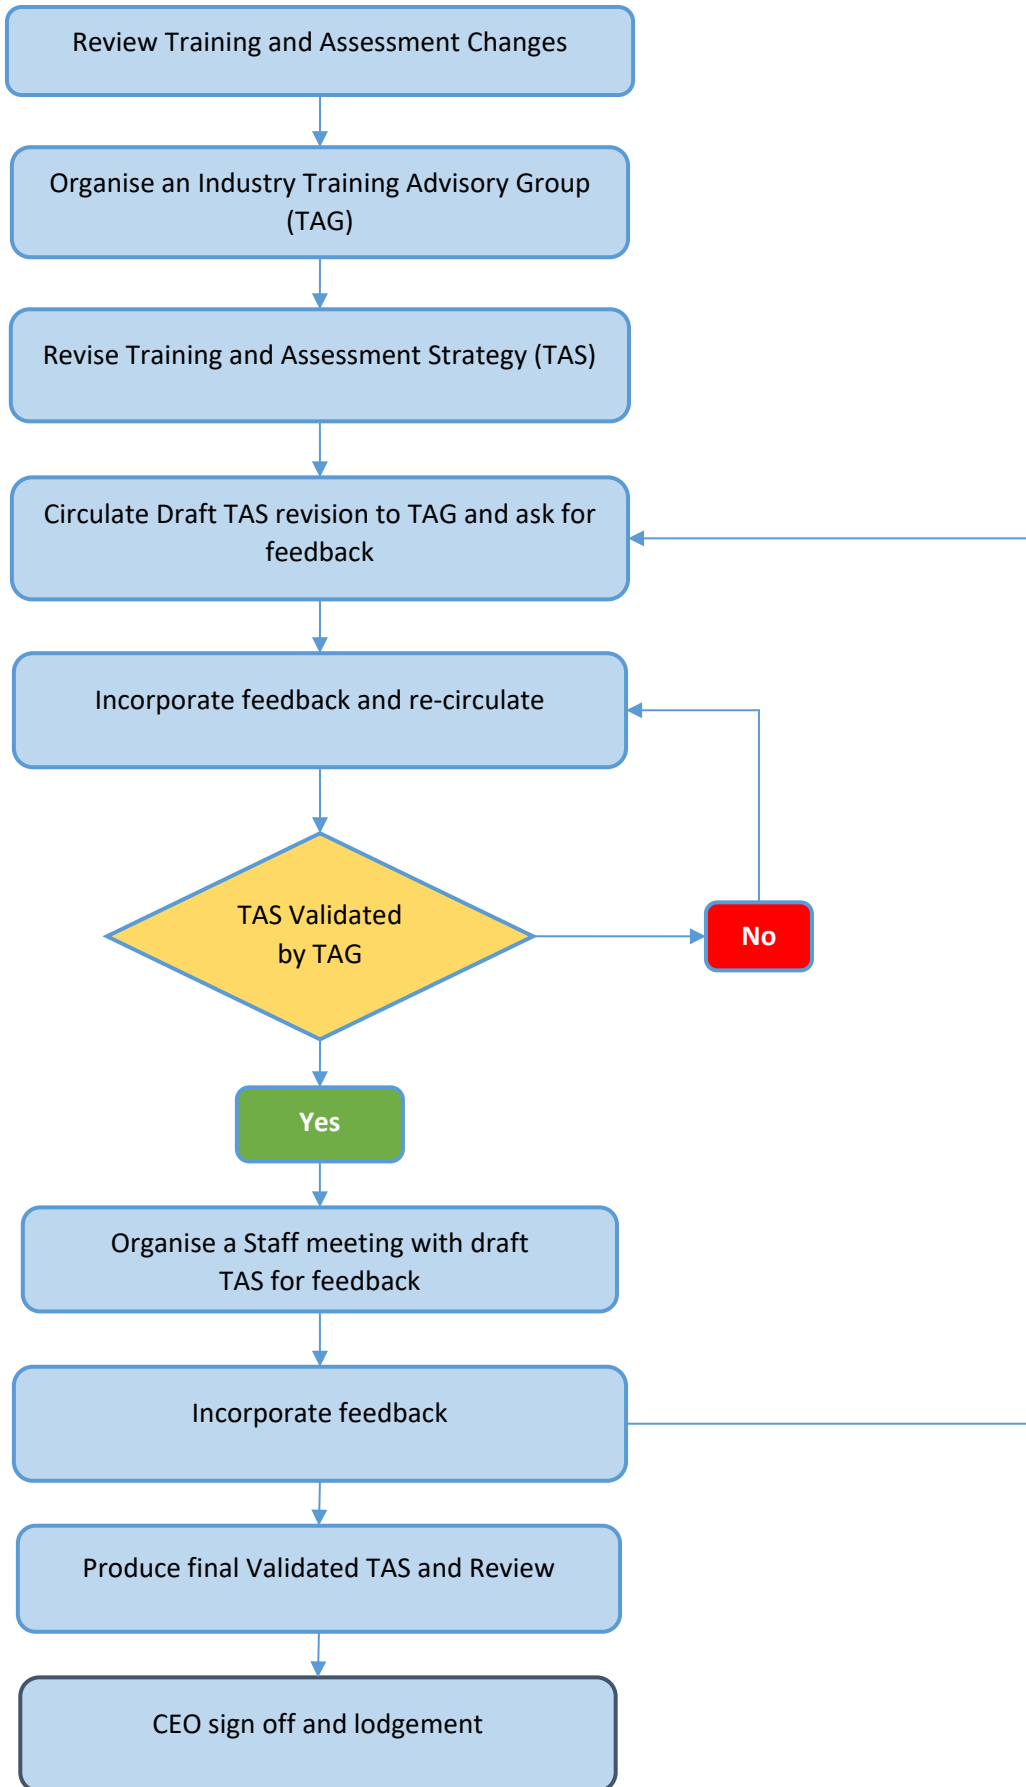 Review Training and Assessment Changes
Organise an Industry Training Advisory Group
(TAG)
Revise Training and Assessment Strategy (TAS)
Circulate Draft TAS revision to TAG and ask for
feedback
Incorporate feedback and re-circulate
TAS Validated
by TAG
No
Yes
Organise a Staff meeting with draft
TAS for feedback
Incorporate feedback
Produce final Validated TAS and Review
CEO sign off and lodgement